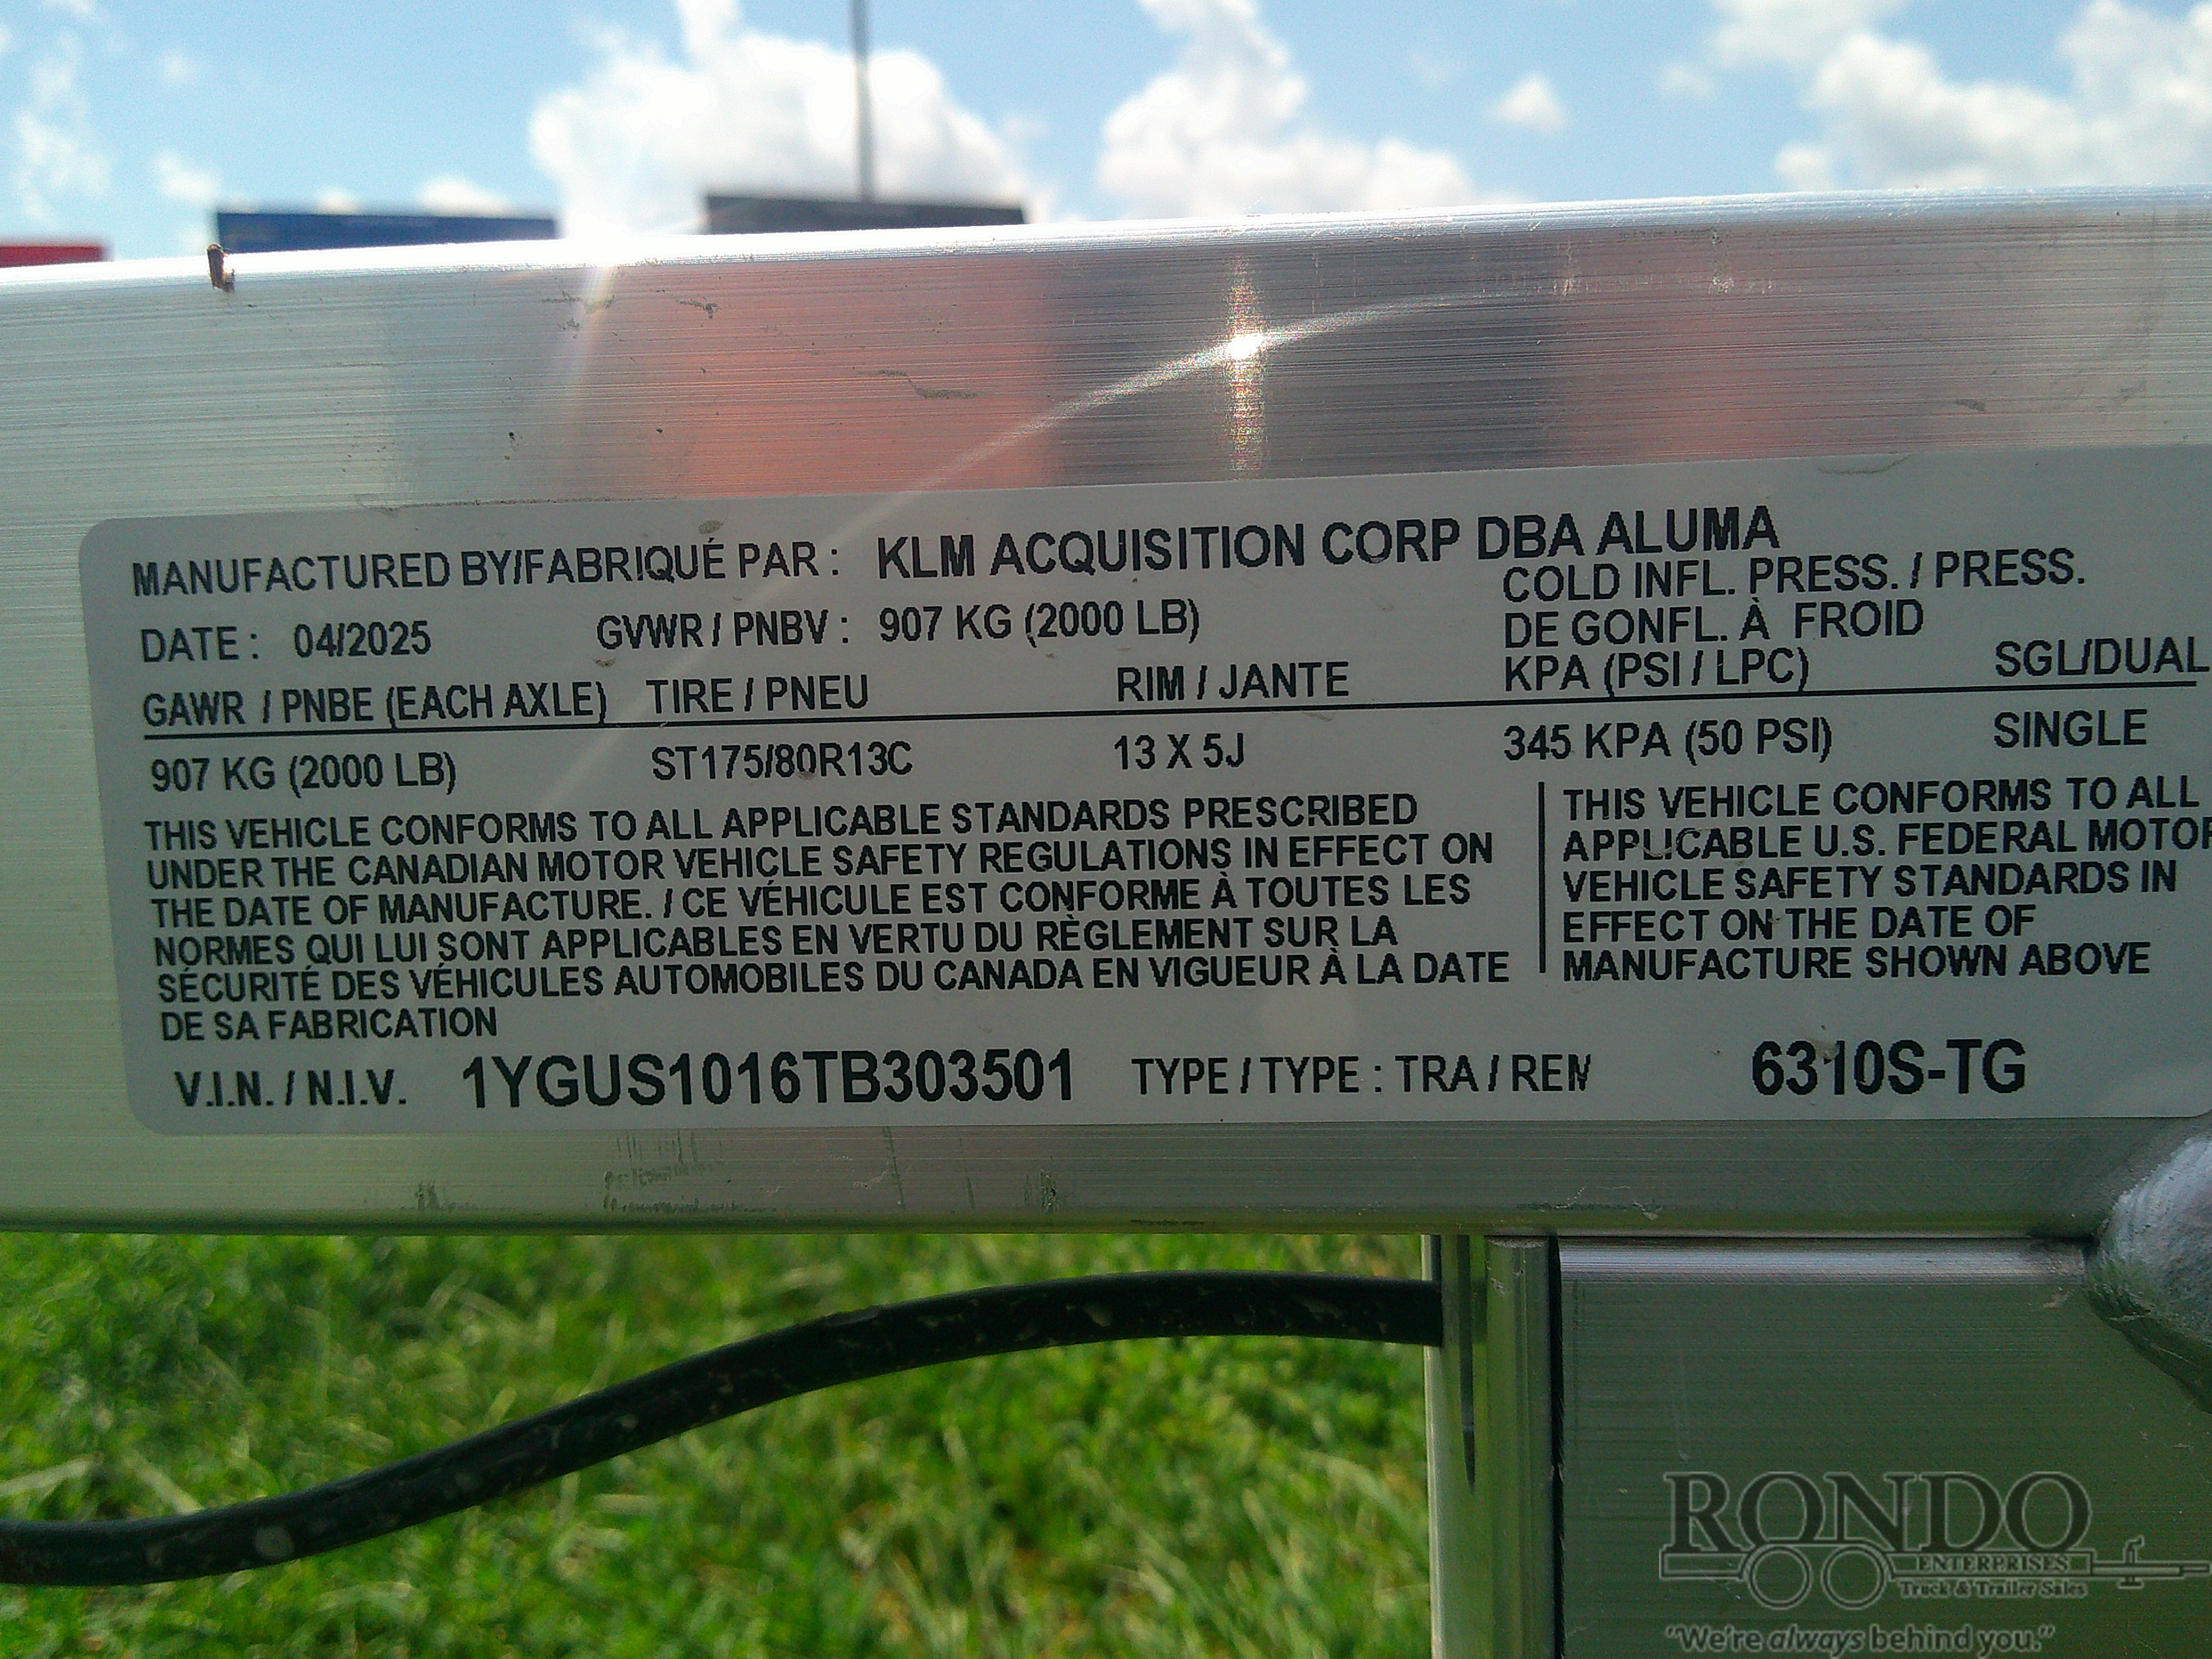 MANUFACTURED BY/FABRIQUÉ PAR : KLM ACQUISITION CORP DBA ALUMA
DATE : 04/2025 GVWR / PNBV : 907 KG (2000 LB)
COLD INFL. PRESS. / PRESS.
DE GONFL. À FROID
GAWR / PNBE (EACH AXLE) TIRE / PNEU RIM / JANTE KPA (PSI / LPC) SGL/DUAL
907 KG (2000 LB) ST175/80R13C 13 X 5J 345 KPA (50 PSI) SINGLE
THIS VEHICLE CONFORMS TO ALL APPLICABLE STANDARDS PRESCRIBED
UNDER THE CANADIAN MOTOR VEHICLE SAFETY REGULATIONS IN EFFECT ON
THE DATE OF MANUFACTURE. / CE VÉHICULE EST CONFORME À TOUTES LES
NORMES QUI LUI SONT APPLICABLES EN VERTU DU RÈGLEMENT SUR LA
SÉCURITÉ DES VÉHICULES AUTOMOBILES DU CANADA EN VIGUEUR À LA DATE
DE SA FABRICATION
THIS VEHICLE CONFORMS TO ALL
APPLICABLE U.S. FEDERAL MOTOR
VEHICLE SAFETY STANDARDS IN
EFFECT ON THE DATE OF
MANUFACTURE SHOWN ABOVE
V.I.N. / N.I.V. 1YGUS1016TB303501 TYPE / TYPE : TRA / REM 6310S-TG
RONDO
ENTERPRISES
Truck & Trailer Sales
"We're always behind you."